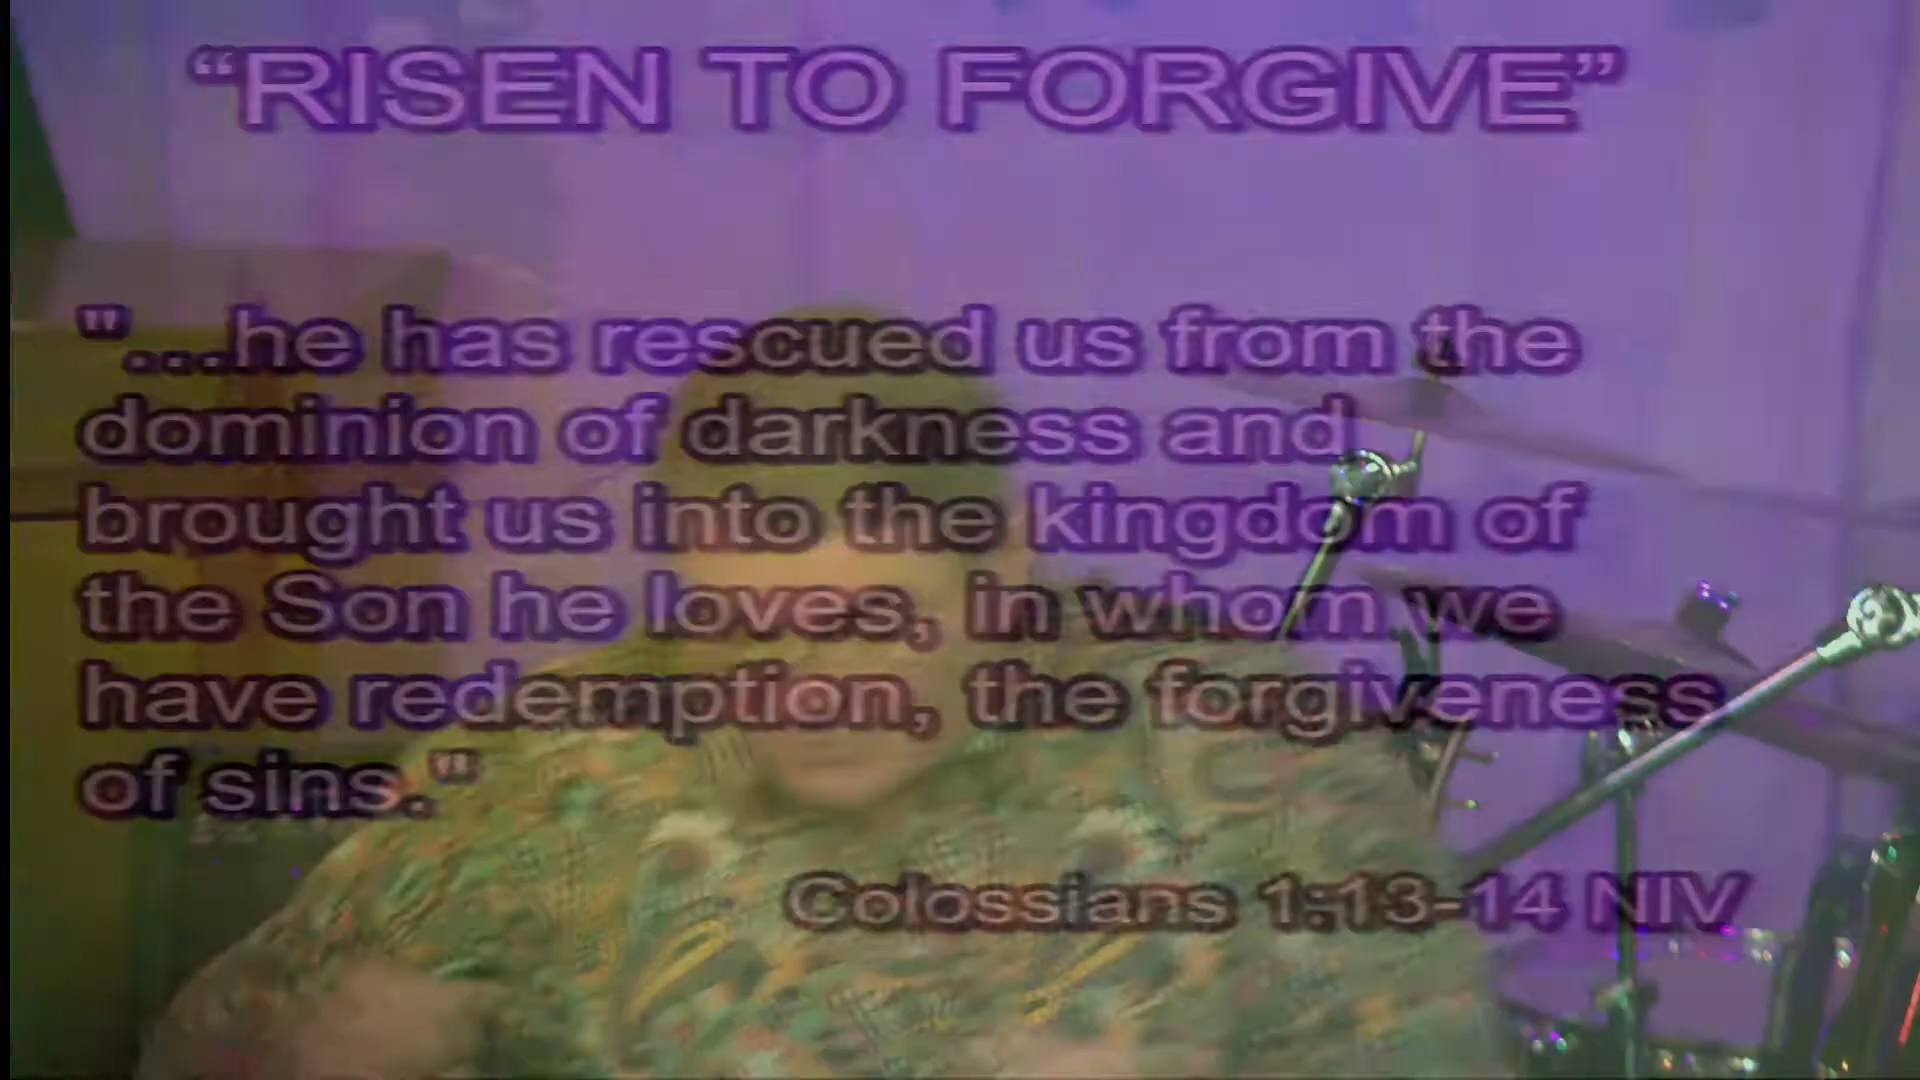 “RISEN TO FORGIVE”
"...he has rescued us from the
dominion of darkness and
brought us into the kingdom of
the Son he loves, in whom we
have redemption, the forgiveness
of sins."
Colossians 1:13-14 NIV